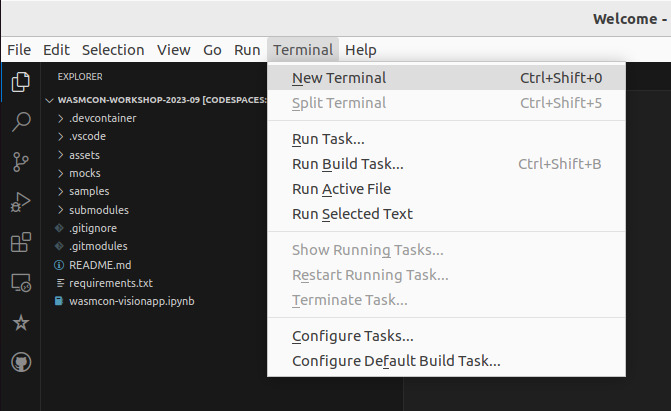 Welcome -
File Edit Selection View Go Run Terminal Help
EXPLORER
WASMCON-WORKSHOP-2023-09 [CODESPACES:
.devcontainer
.vscode
assets
mocks
samples
submodules
.gitignore
.gitmodules
README.md
requirements.txt
wasmcon-visionapp.ipynb
New Terminal Ctrl+Shift+0
Split Terminal Ctrl+Shift+5
Run Task...
Run Build Task... Ctrl+Shift+B
Run Active File
Run Selected Text
Show Running Tasks...
Restart Running Task...
Terminate Task...
Configure Tasks...
Configure Default Build Task...